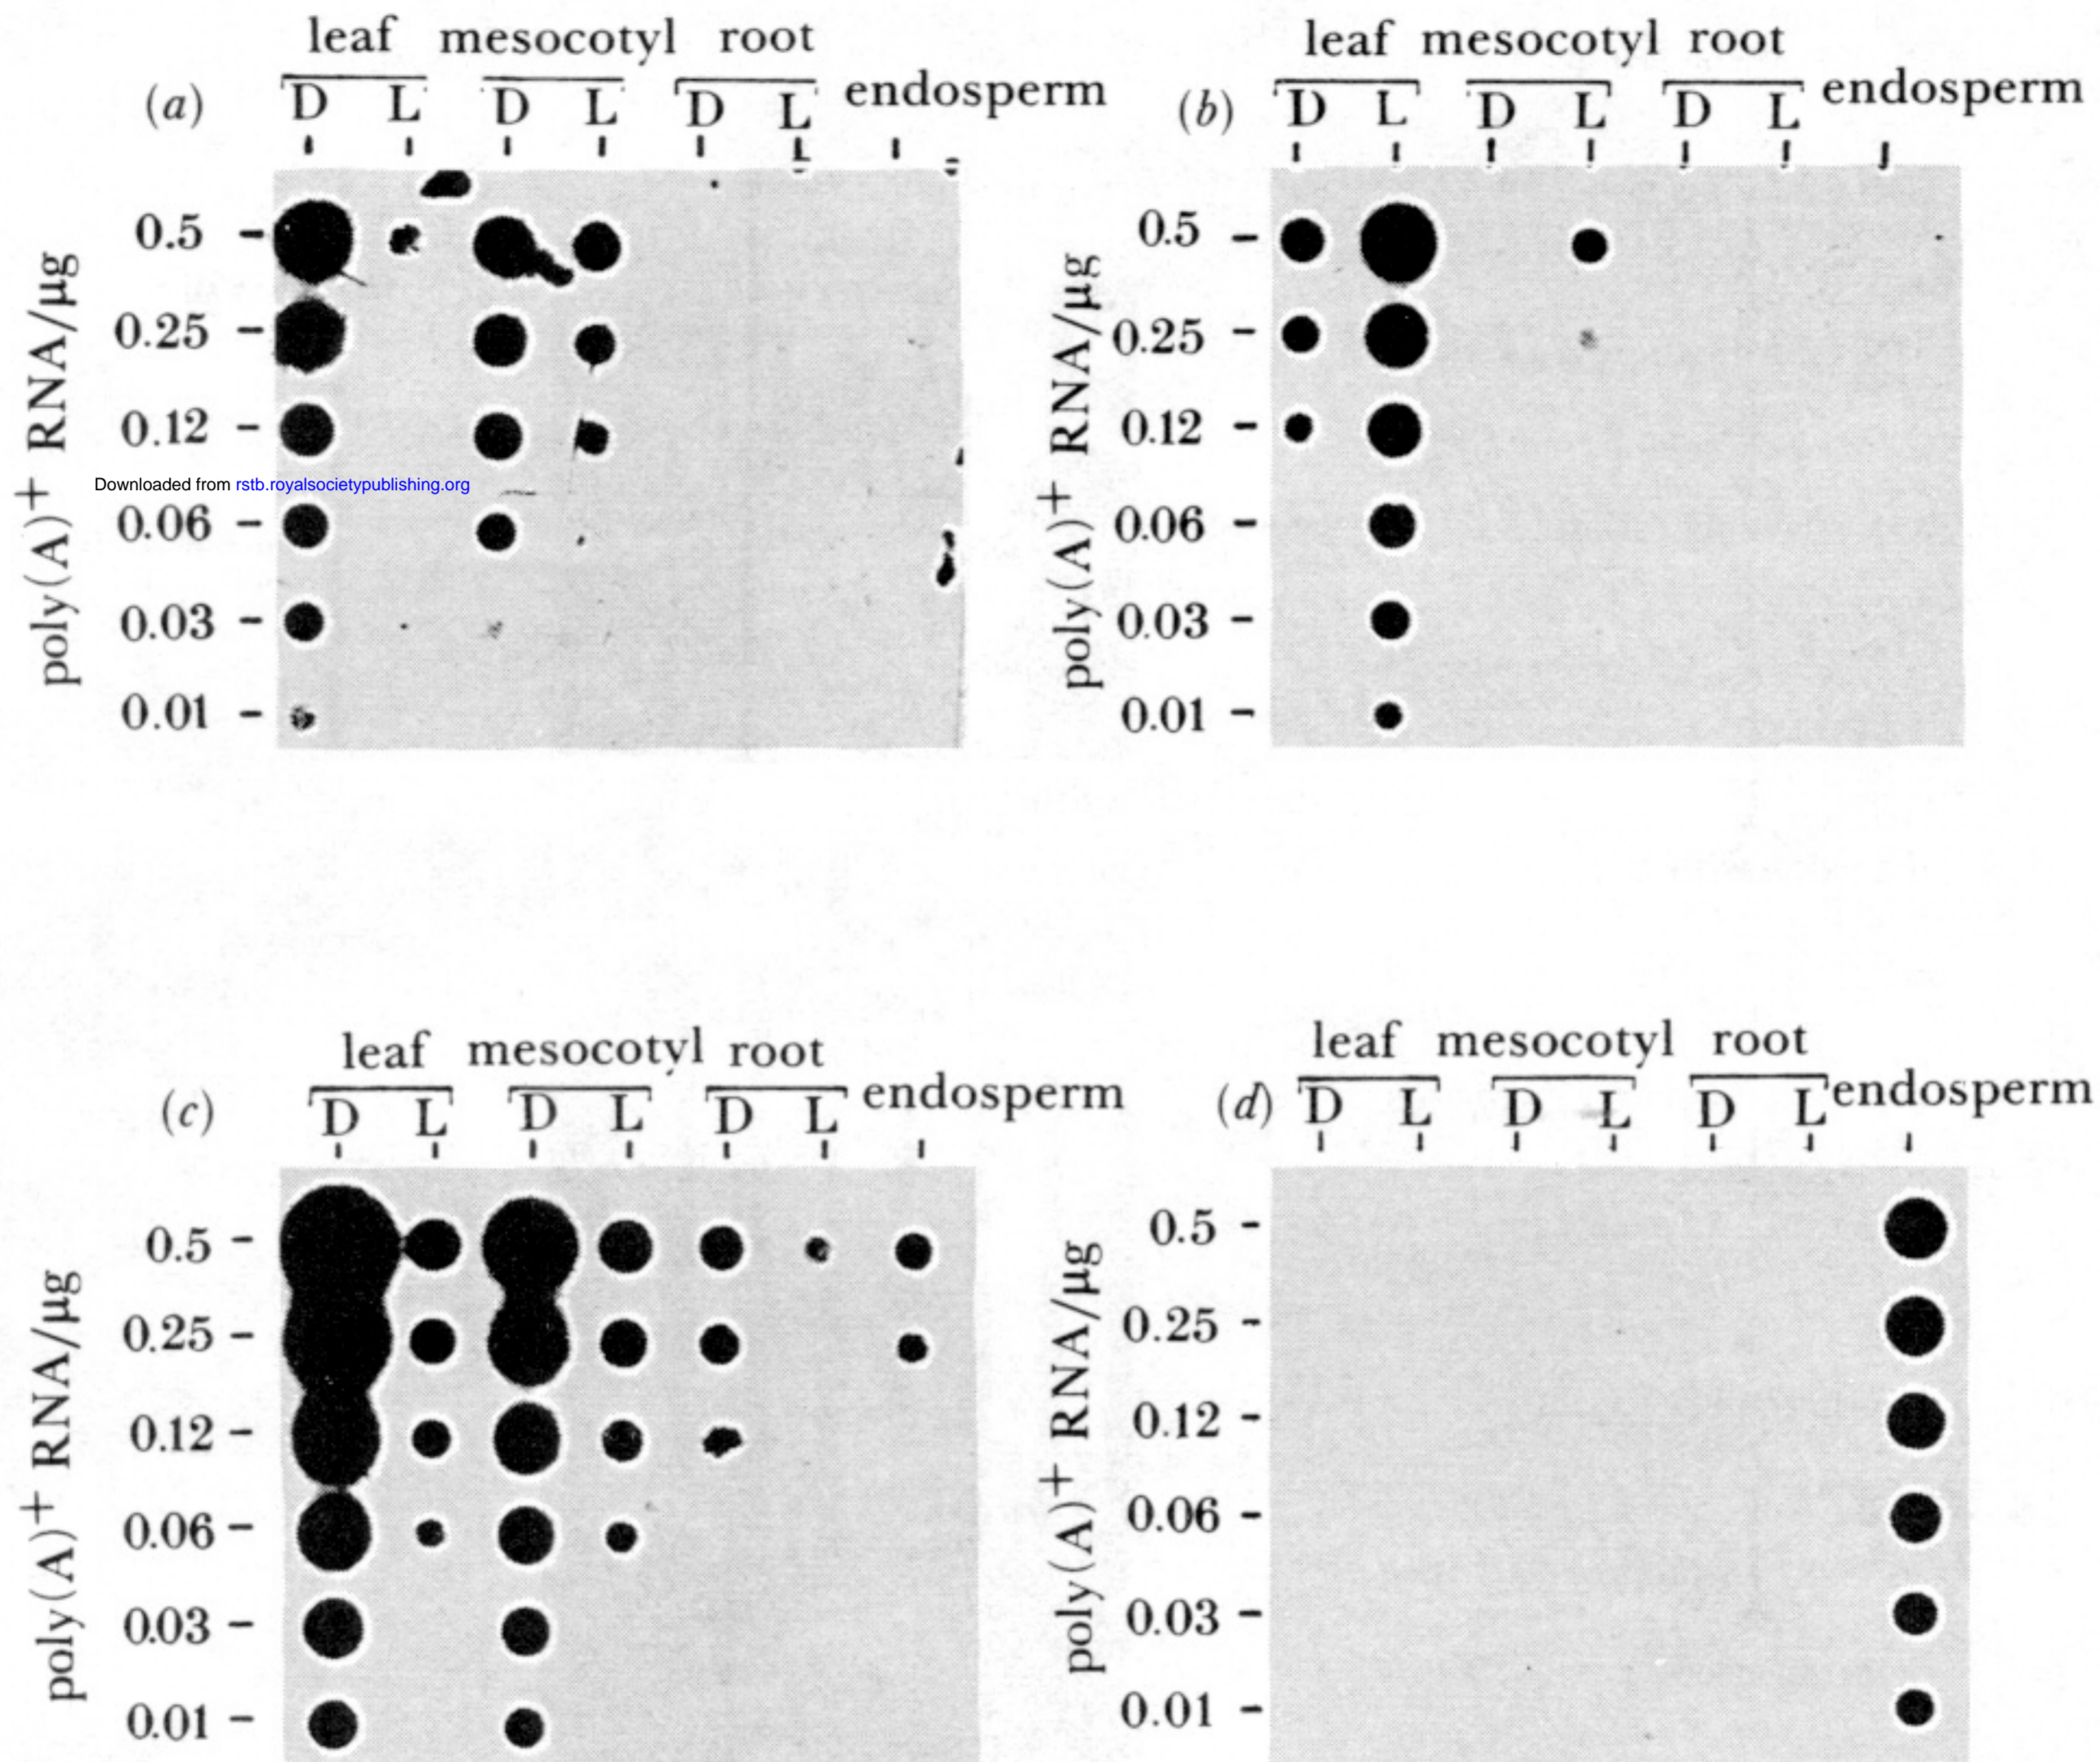 leaf mesocotyl root
(a) D L D L D L endosperm
poly(A)+ RNA/μg
0.5
0.25
0.12
0.06
0.03
0.01
Downloaded from rstb.royalsocietypublishing.org
leaf mesocotyl root
(b) D L D L D L endosperm
poly(A)+ RNA/μg
0.5
0.25
0.12
0.06
0.03
0.01
leaf mesocotyl root
(c) D L D L D L endosperm
poly(A)+ RNA/μg
0.5
0.25
0.12
0.06
0.03
0.01
leaf mesocotyl root
(d) D L D L D L endosperm
poly(A)+ RNA/μg
0.5
0.25
0.12
0.06
0.03
0.01